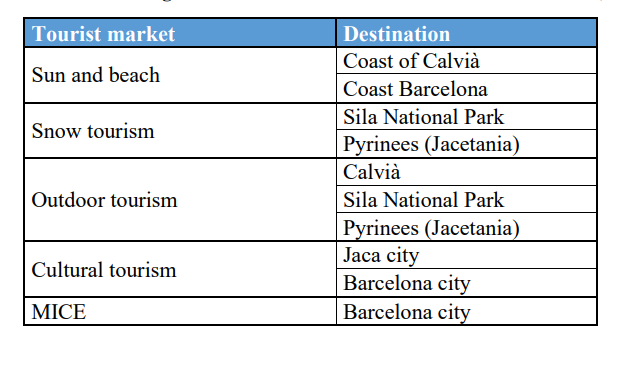 Tourist market Destination
Sun and beach
Coast of Calvià
Coast Barcelona
Snow tourism
Sila National Park
Pyrinees (Jacetania)
Outdoor tourism
Calvià
Sila National Park
Pyrinees (Jacetania)
Cultural tourism
Jaca city
Barcelona city
MICE Barcelona city